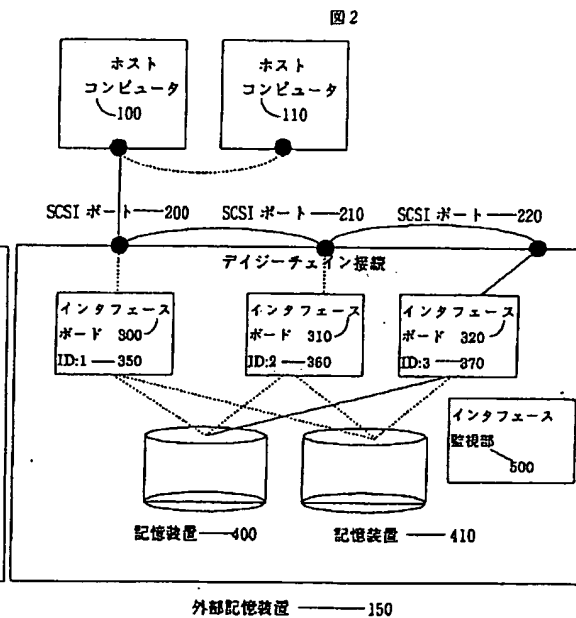 図2
ホスト
コンピュータ
100
ホスト
コンピュータ
110
SCSI ポート 200
SCSI ポート 210
SCSI ポート 220
デイジーチェイン接続
インタフェース
ボード 300
ID:1 350
インタフェース
ボード 310
ID:2 360
インタフェース
ボード 320
ID:3 370
インタフェース
監視部
500
記憶装置 400
記憶装置 410
外部記憶装置 150